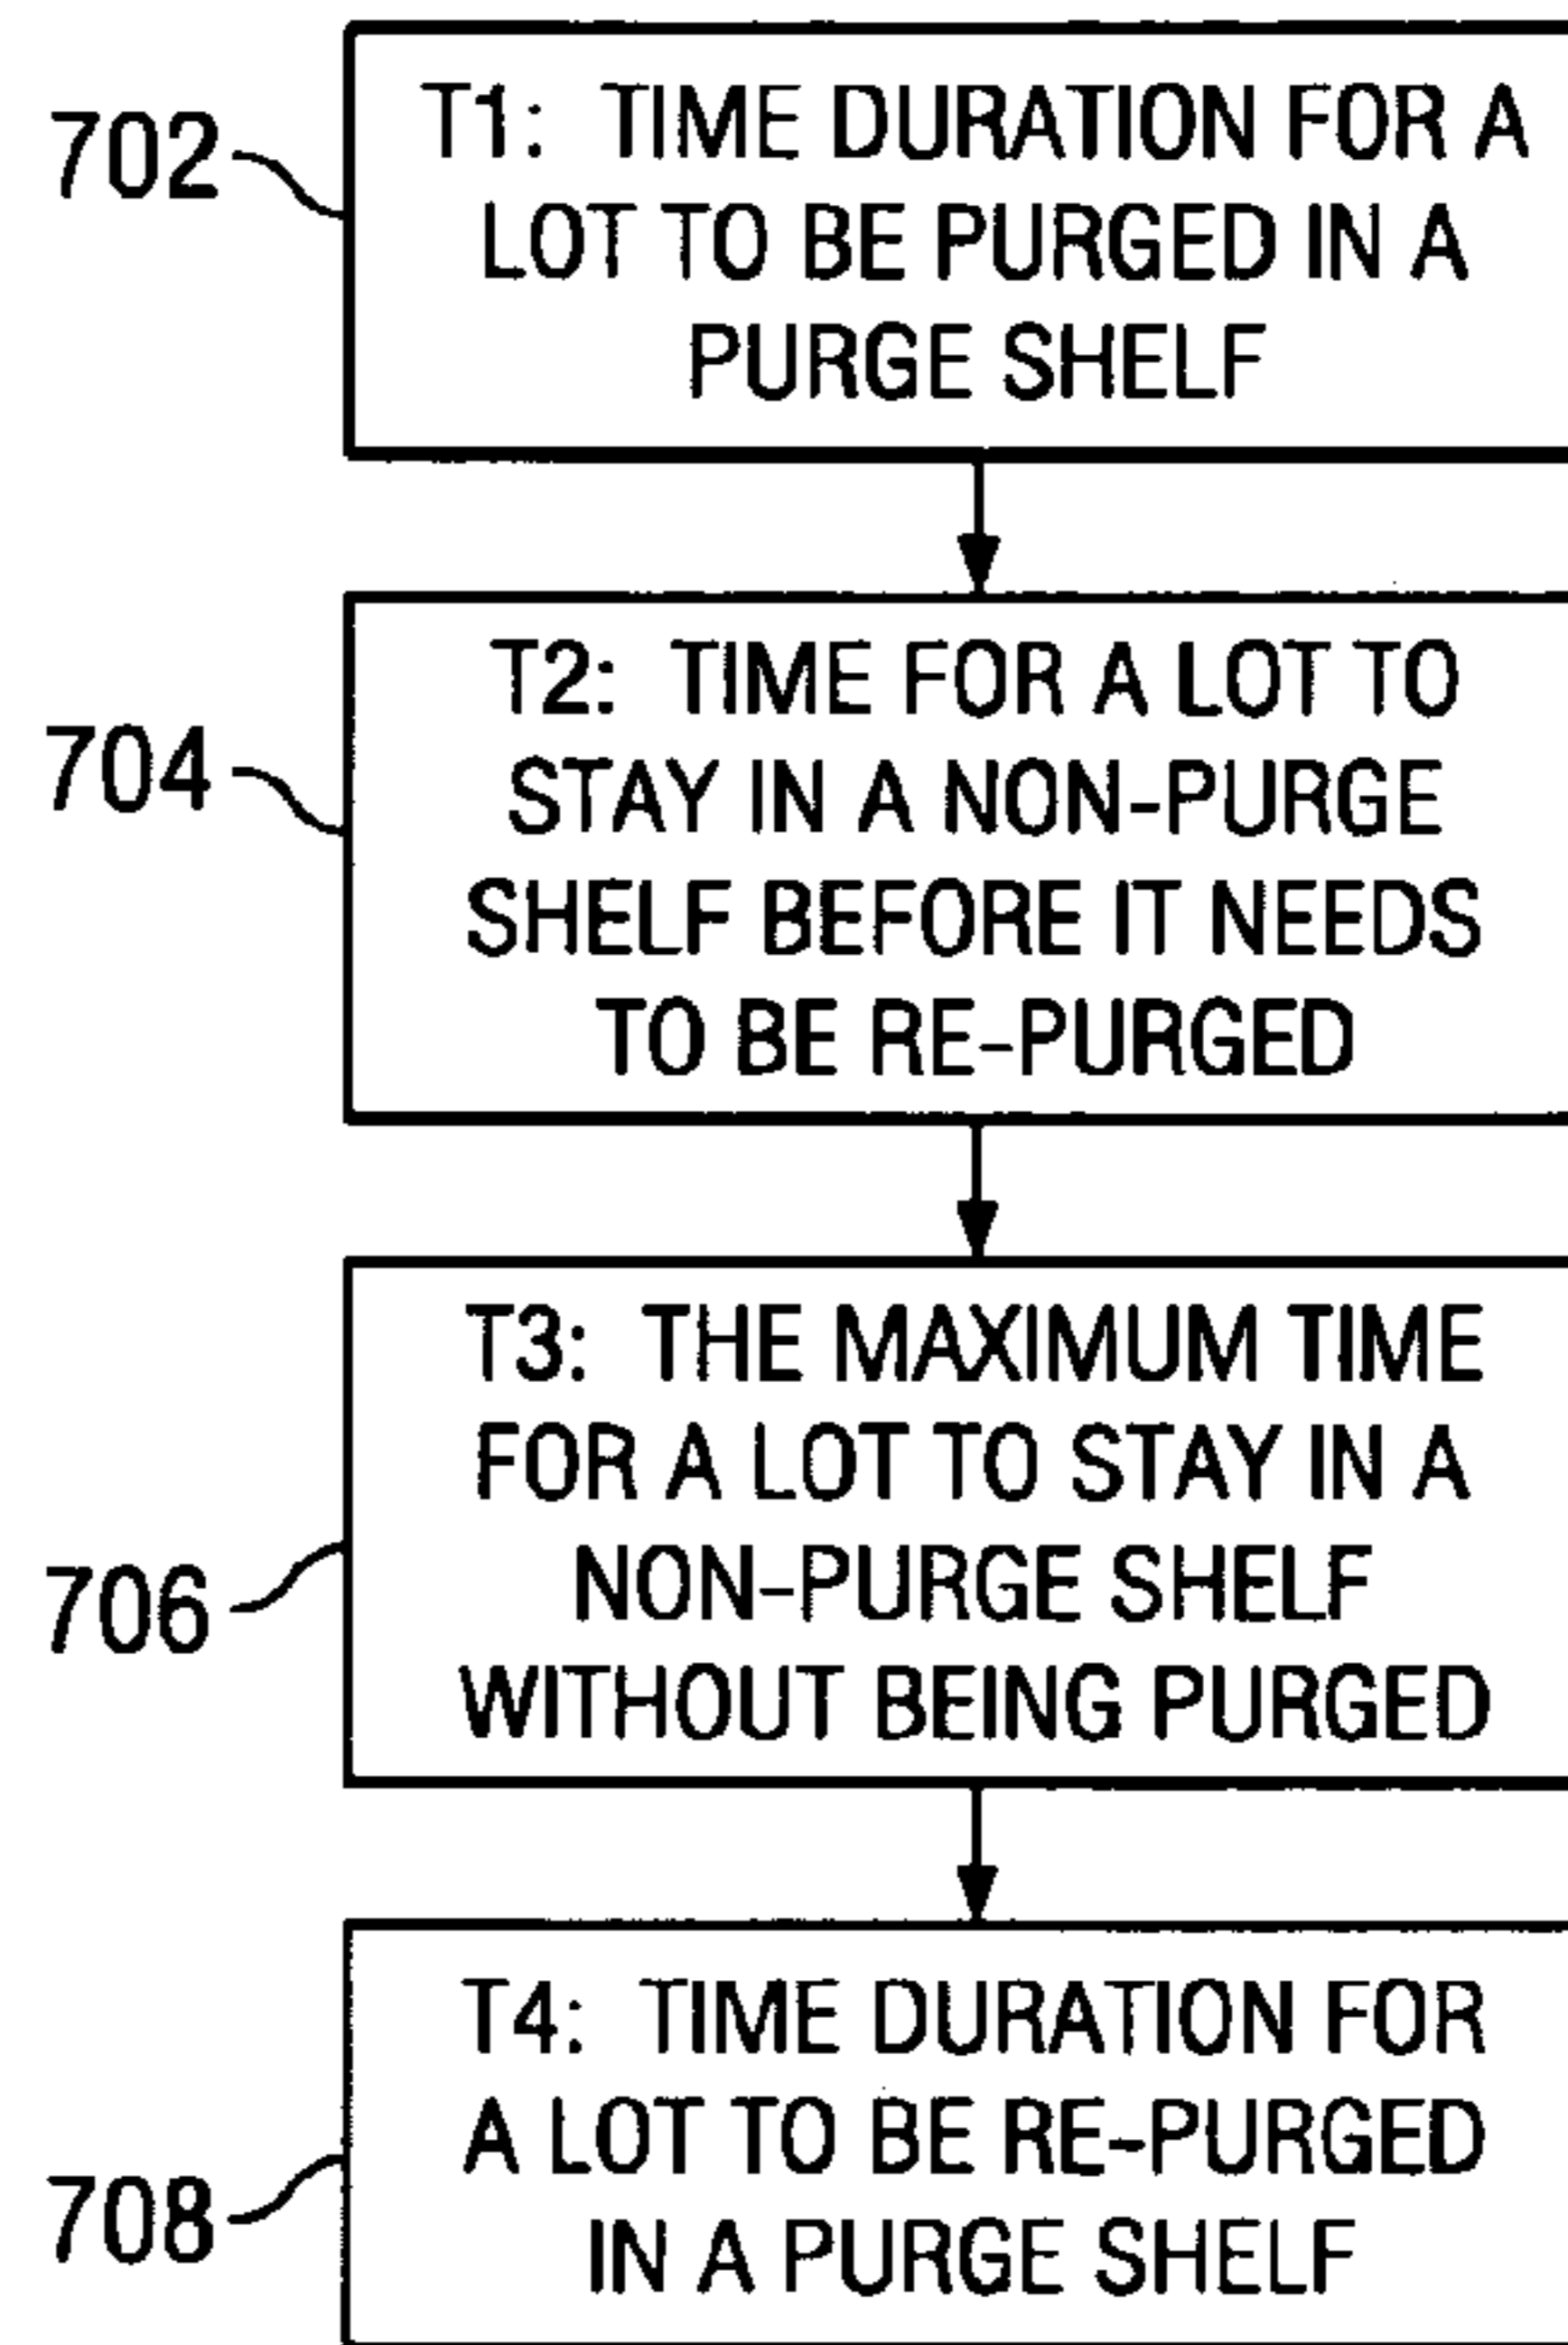 702
T1: TIME DURATION FOR A
LOT TO BE PURGED IN A
PURGE SHELF
704
T2: TIME FOR A LOT TO
STAY IN A NON-PURGE
SHELF BEFORE IT NEEDS
TO BE RE-PURGED
706
T3: THE MAXIMUM TIME
FOR A LOT TO STAY IN A
NON-PURGE SHELF
WITHOUT BEING PURGED
708
T4: TIME DURATION FOR
A LOT TO BE RE-PURGED
IN A PURGE SHELF